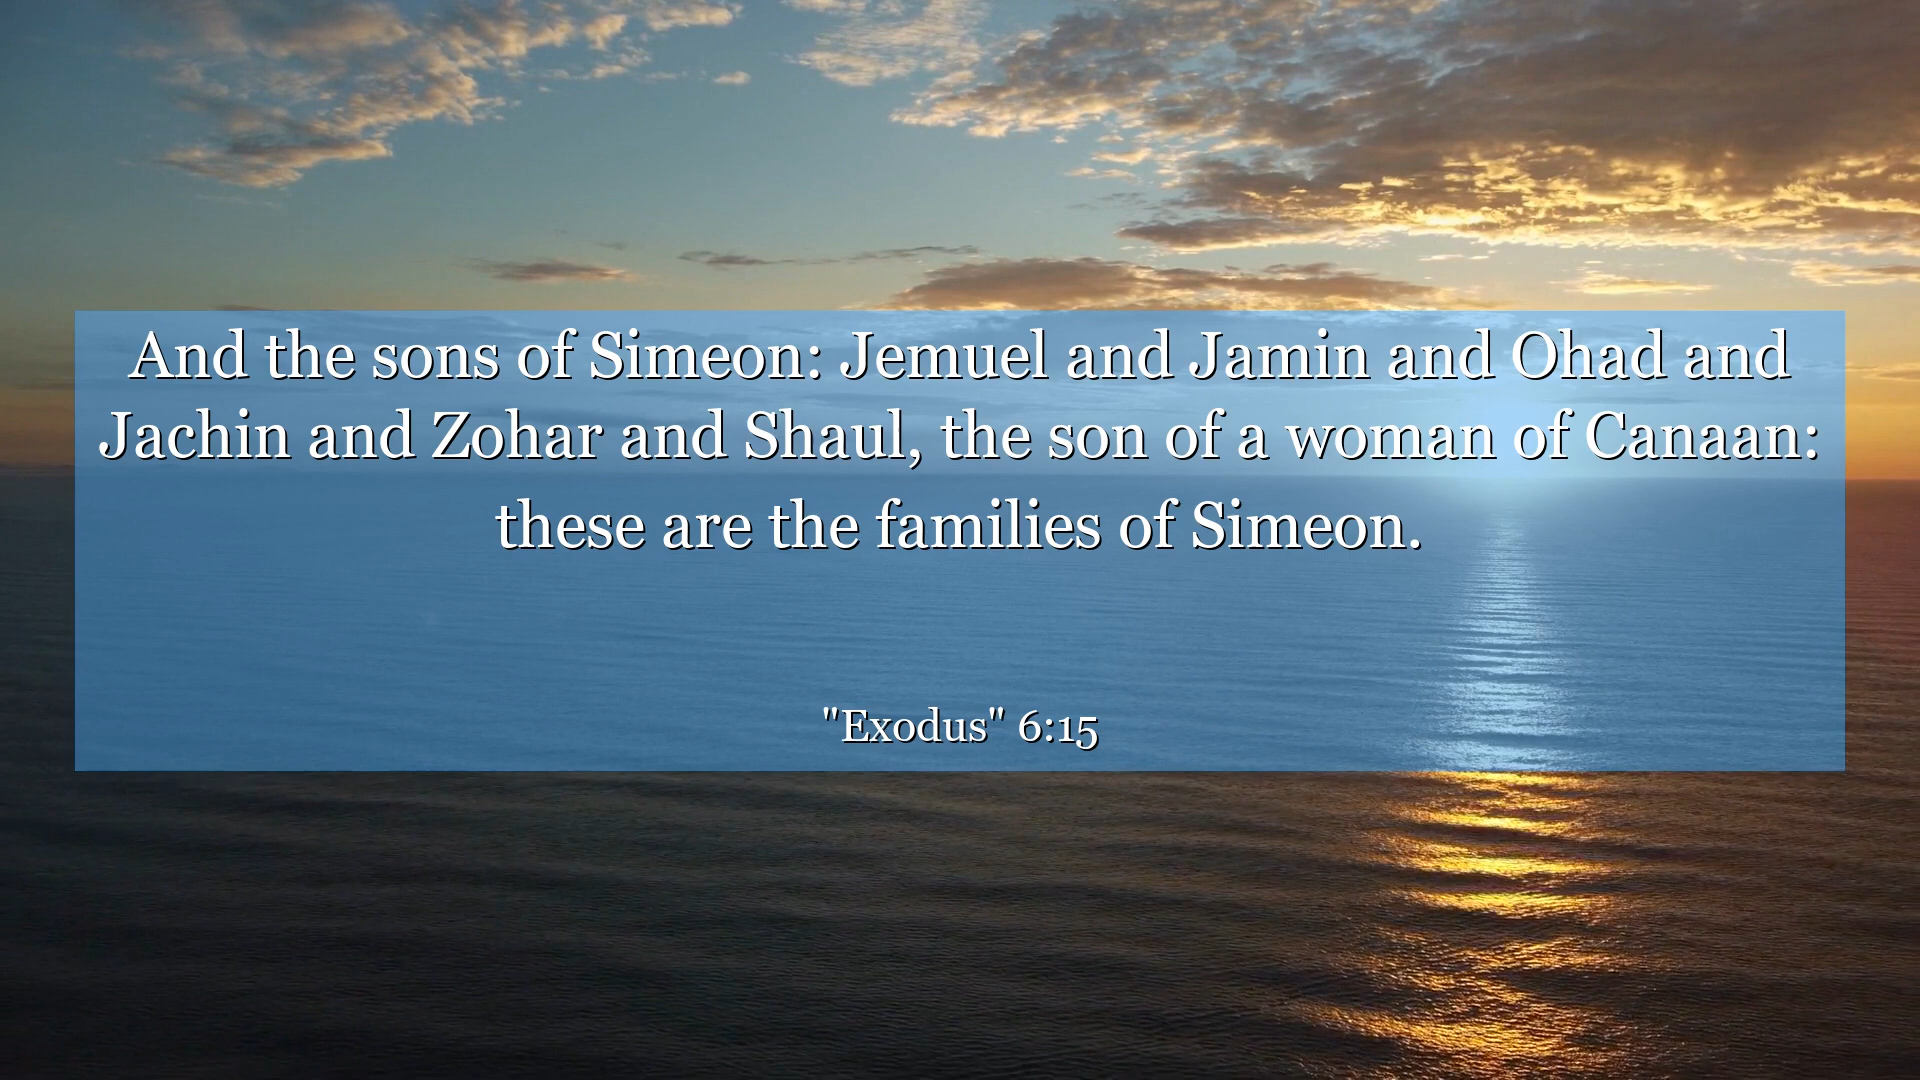 And the sons of Simeon: Jemuel and Jamin and Ohad and
Jachin and Zohar and Shaul, the son of a woman of Canaan:
these are the families of Simeon.
"Exodus" 6:15